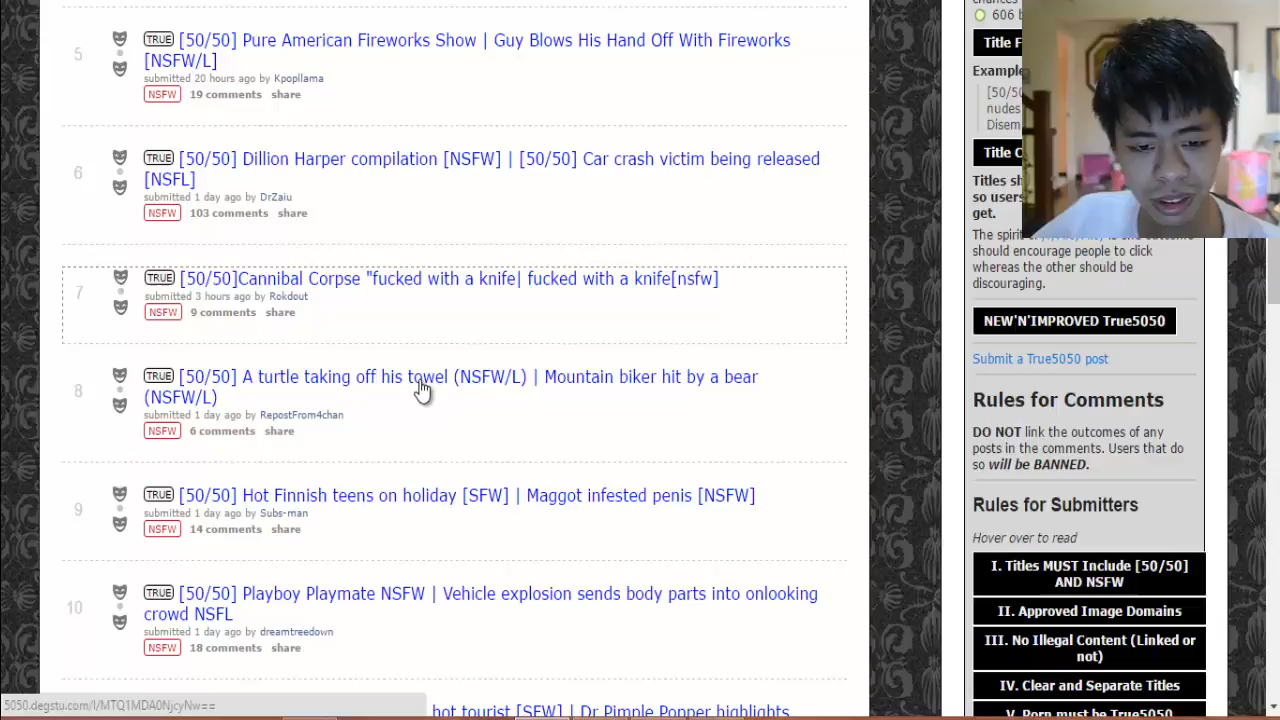 5
TRUE [50/50] Pure American Fireworks Show | Guy Blows His Hand Off With Fireworks
[NSFW/L]
submitted 20 hours ago by Kpopllama
NSFW 19 comments share
6
TRUE [50/50] Dillion Harper compilation [NSFW] | [50/50] Car crash victim being released
[NSFL]
submitted 1 day ago by DrZaiu
NSFW 103 comments share
7
TRUE [50/50]Cannibal Corpse "fucked with a knife| fucked with a knife[nsfw]
submitted 3 hours ago by Rokdout
NSFW 9 comments share
8
TRUE [50/50] A turtle taking off his towel (NSFW/L) | Mountain biker hit by a bear
(NSFW/L)
submitted 1 day ago by RepostFrom4chan
NSFW 6 comments share
9
TRUE [50/50] Hot Finnish teens on holiday [SFW] | Maggot infested penis [NSFW]
submitted 1 day ago by Subs-man
NSFW 14 comments share
10
TRUE [50/50] Playboy Playmate NSFW | Vehicle explosion sends body parts into onlooking
crowd NSFL
submitted 1 day ago by dreamtreedown
NSFW 18 comments share
hot tourist [SFW] | Dr Pimple Popper highlights
5050.degstu.com/l/MTQ1MDA0NjcyNw==
606
Title
[50/50
nudes
Title
Titles
so users
get.
The spirit
should encourage people to click
whereas the other should be
discouraging.
NEW'N'IMPROVED True5050
Submit a True5050 post
Rules for Comments
DO NOT link the outcomes of any
posts in the comments. Users that do
so will be BANNED.
Rules for Submitters
Hover over to read
I. Titles MUST Include [50/50]
AND NSFW
II. Approved Image Domains
III. No Illegal Content (Linked or
not)
IV. Clear and Separate Titles
V. Porn must be True5050